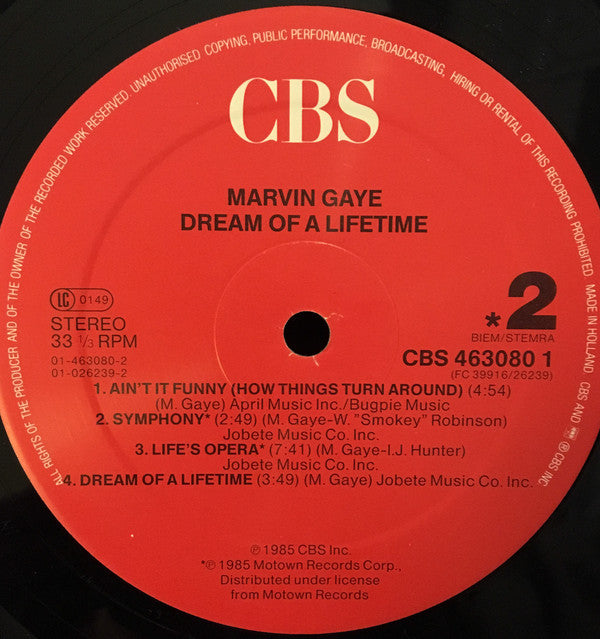 ALL RIGHTS OF THE PRODUCER AND OF THE OWNER OF THE RECORDED WORK RESERVED. UNAUTHORISED COPYING, PUBLIC PERFORMANCE, BROADCASTING, HIRING OR RENTAL OF THIS RECORDING PROHIBITED. MADE IN HOLLAND. CBS AND ® CBS INC.
CBS
MARVIN GAYE
DREAM OF A LIFETIME
LC 0149
STEREO
33 1/3 RPM
01-463080-2
01-026239-2
*2
BIEM/STEMRA
CBS 463080 1
(FC 39916/26239)
1. AIN'T IT FUNNY (HOW THINGS TURN AROUND) (4:54)
(M. Gaye) April Music Inc./Bugpie Music
2. SYMPHONY* (2:49) (M. Gaye-W. "Smokey" Robinson)
Jobete Music Co. Inc.
3. LIFE'S OPERA* (7:41) (M. Gaye-I.J. Hunter)
Jobete Music Co. Inc.
4. DREAM OF A LIFETIME (3:49) (M. Gaye) Jobete Music Co. Inc.
℗ 1985 CBS Inc.
*℗ 1985 Motown Records Corp.,
Distributed under license
from Motown Records